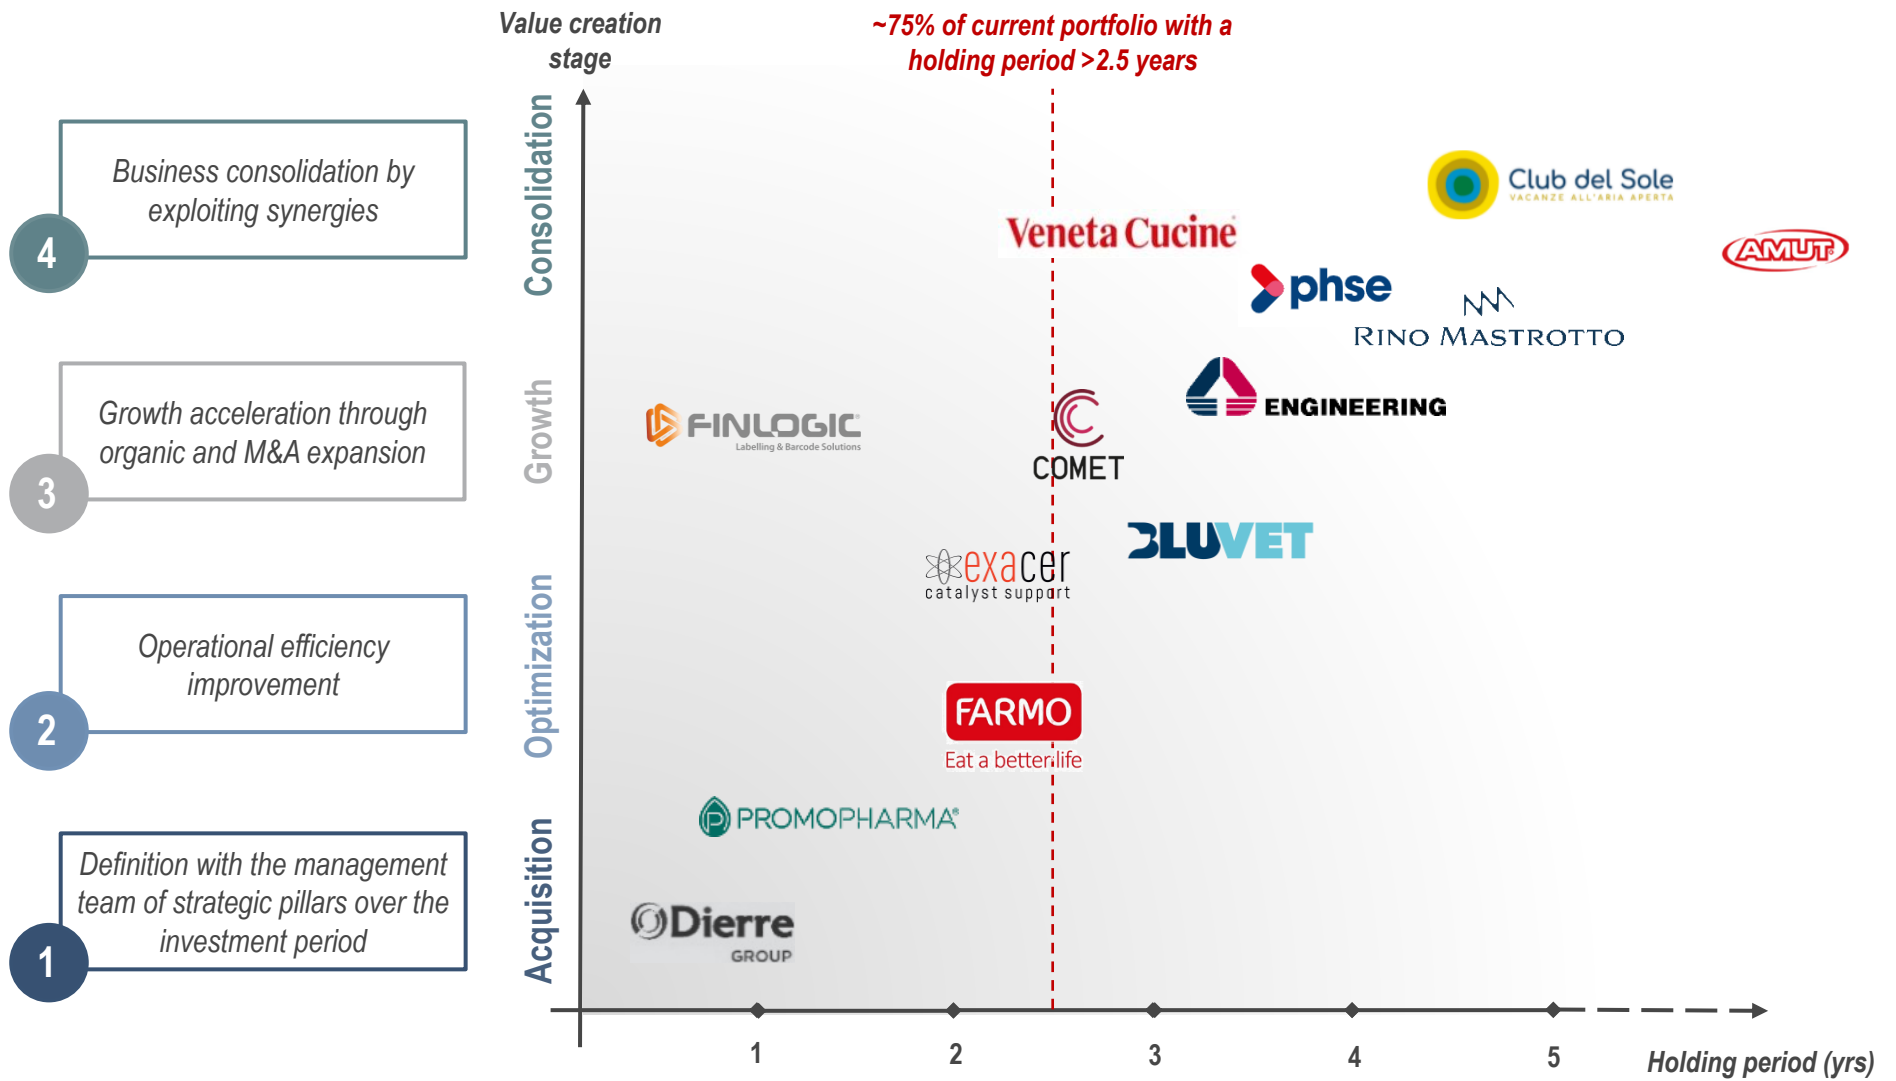 Value creation
stage
~75% of current portfolio with a
holding period >2.5 years
4
Business consolidation by
exploiting synergies
3
Growth acceleration through
organic and M&A expansion
2
Operational efficiency
improvement
1
Definition with the management
team of strategic pillars over the
investment period
Consolidation
Growth
Optimization
Acquisition
Club del Sole
VACANZE ALL'ARIA APERTA
Veneta Cucine
AMUT
phse
RINO MASTROTTO
ENGINEERING
FINLOGIC
Labelling & Barcode Solutions
COMET
BLUVET
exacer
catalyst support
FARMO
Eat a better life
PROMOPHARMA®
Dierre
GROUP
1
2
3
4
5
Holding period (yrs)